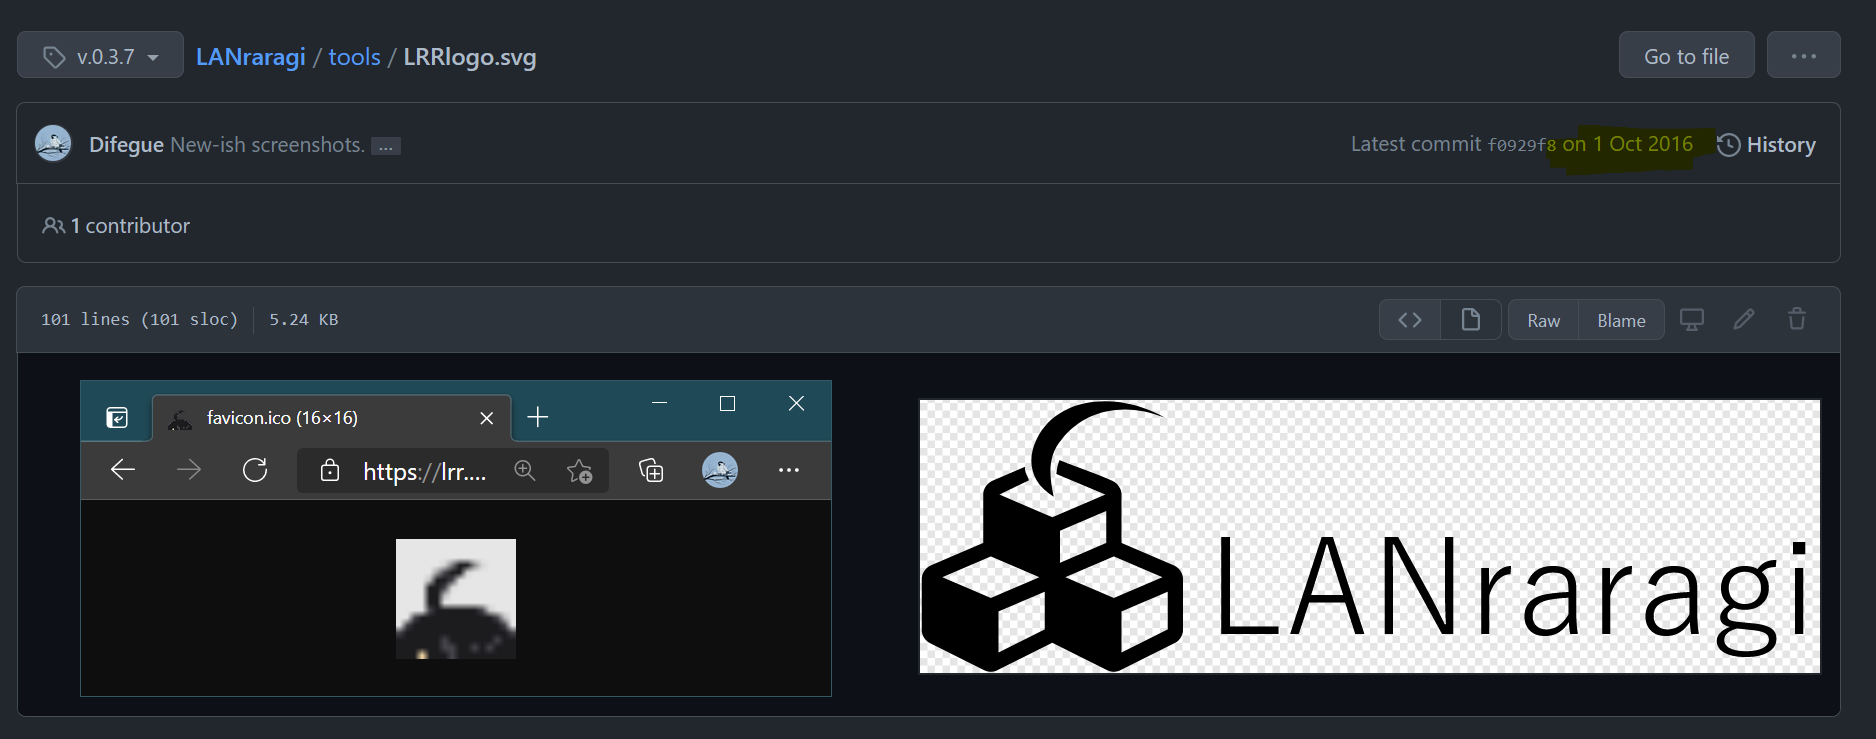 v.0.3.7 LANraragi / tools / LRRlogo.svg Go to file ...
Difegue New-ish screenshots. ... Latest commit f0929f8 on 1 Oct 2016 History
1 contributor
101 lines (101 sloc) 5.24 KB <> Raw Blame
favicon.ico (16×16)
https://lrr....
LANraragi